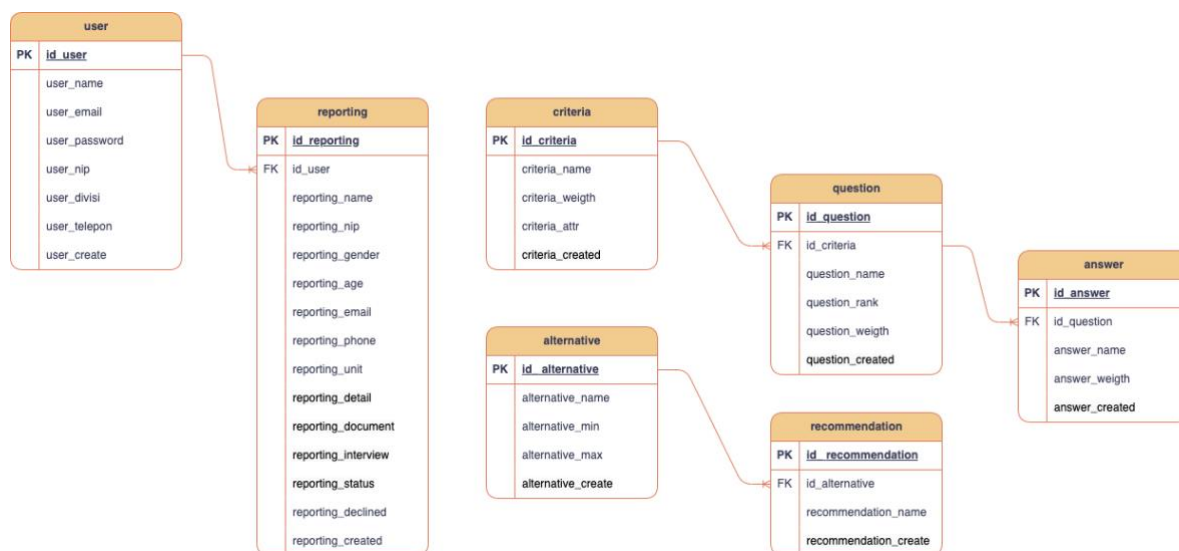 user
PK id_user
user_name
user_email
user_password
user_nip
user_divisi
user_telepon
user_create
reporting
PK id_reporting
FK id_user
reporting_name
reporting_nip
reporting_gender
reporting_age
reporting_email
reporting_phone
reporting_unit
reporting_detail
reporting_document
reporting_interview
reporting_status
reporting_declined
reporting_created
criteria
PK id_criteria
criteria_name
criteria_weigth
criteria_attr
criteria_created
alternative
PK id_alternative
alternative_name
alternative_min
alternative_max
alternative_create
question
PK id_question
FK id_criteria
question_name
question_rank
question_weigth
question_created
recommendation
PK id_recommendation
FK id_alternative
recommendation_name
recommendation_create
answer
PK id_answer
FK id_question
answer_name
answer_weigth
answer_created